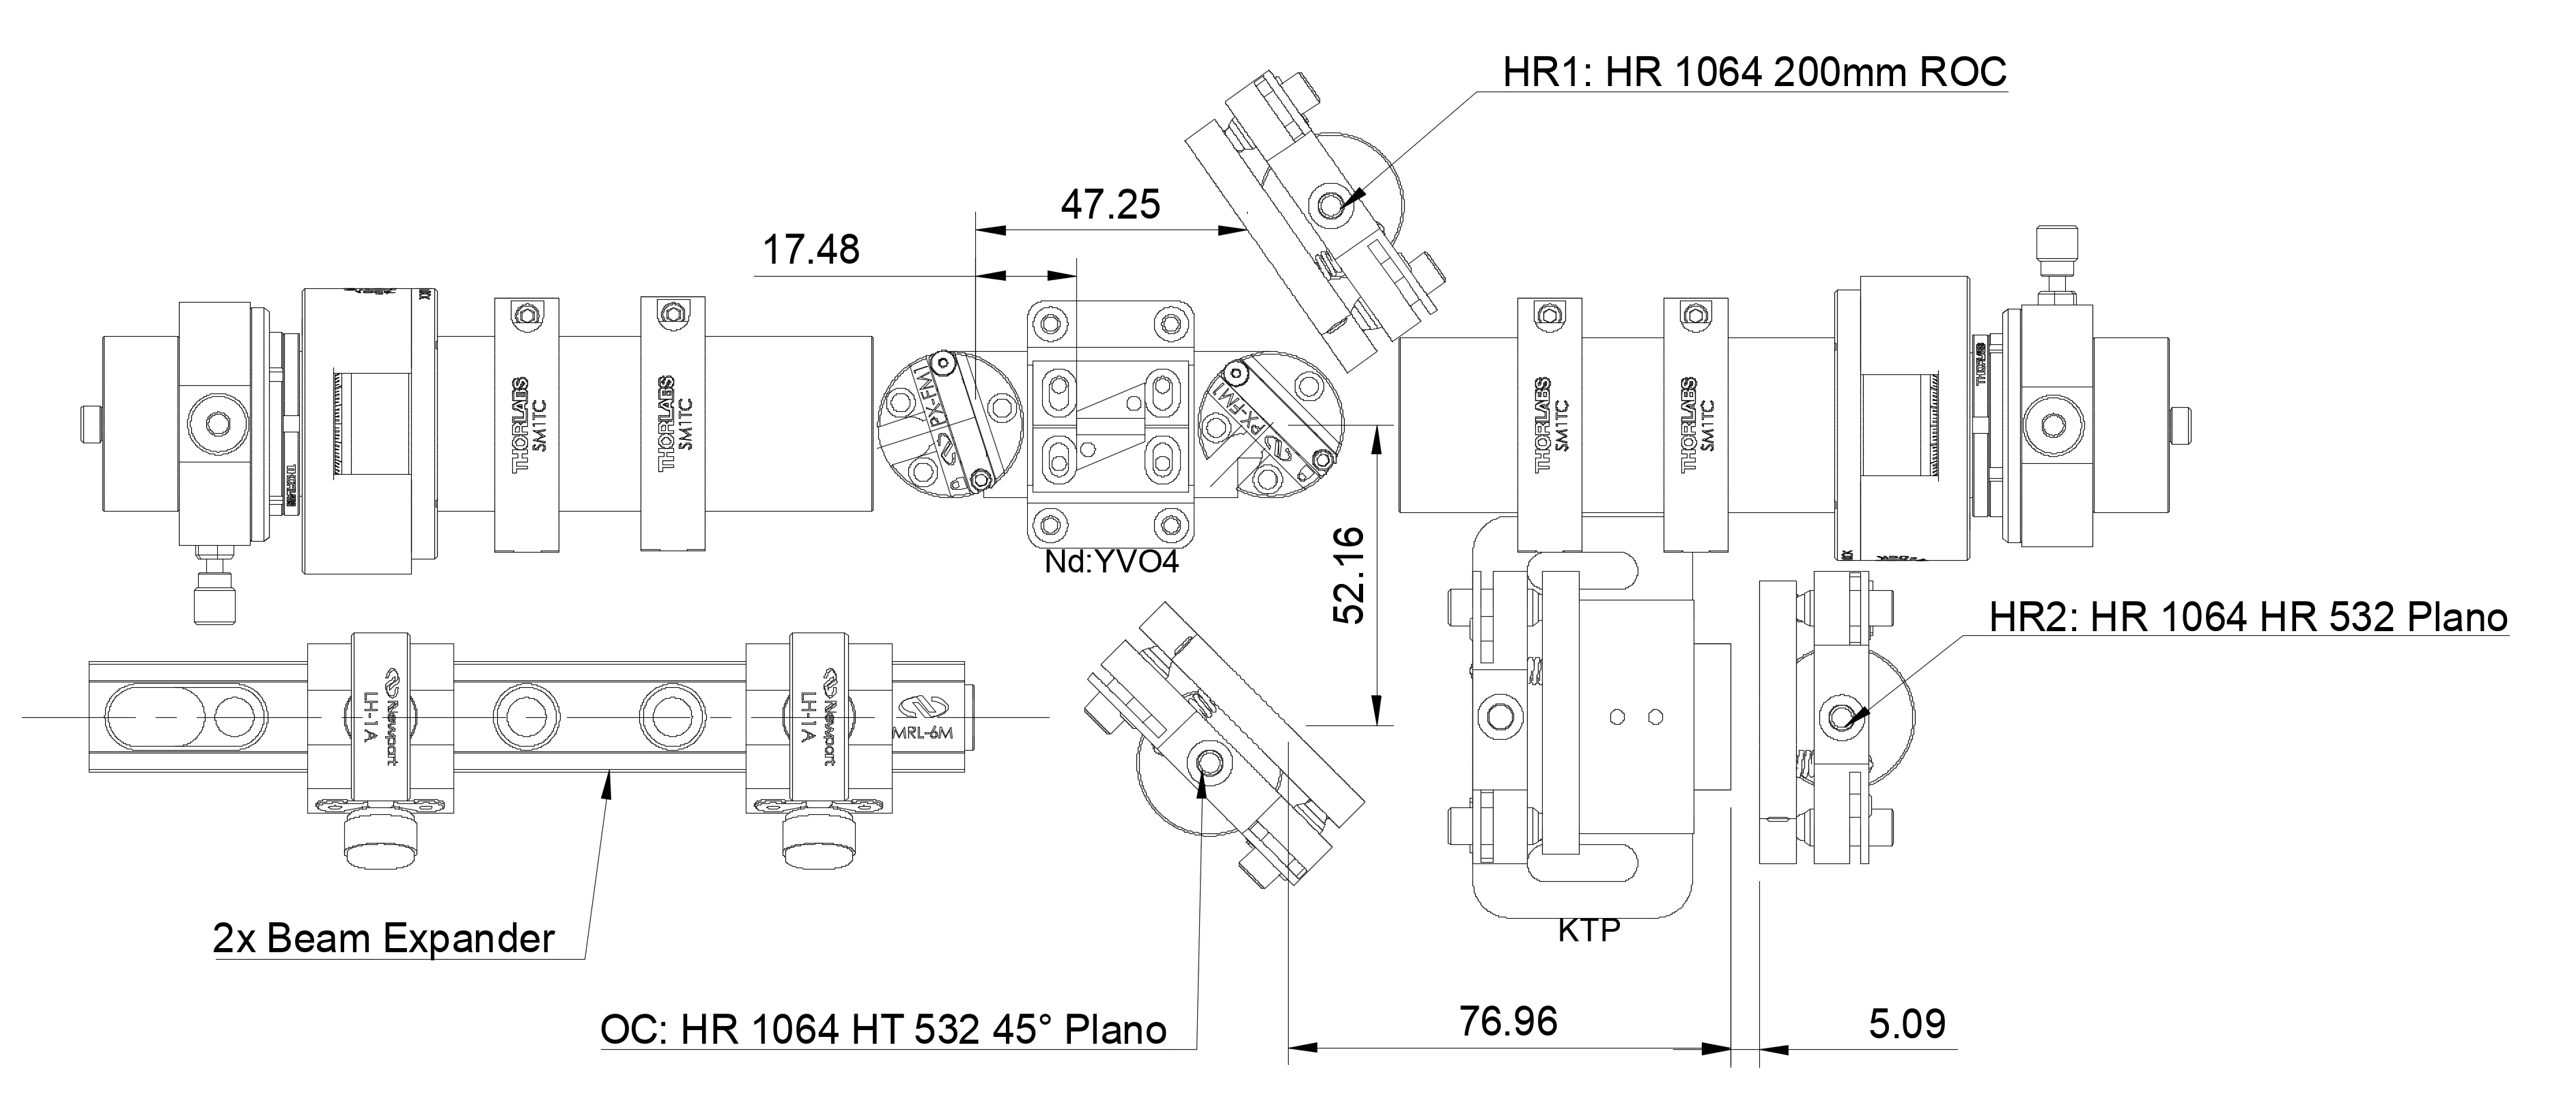 HR1: HR 1064 200mm ROC
47.25
17.48
THORLABS
SM1TC
THORLABS
SM1TC
PX-FM1
PX-FM1
THORLABS
SM1TC
THORLABS
SM1TC
THORLABS
THORLABS
Nd:YVO4
52.16
HR2: HR 1064 HR 532 Plano
Newport
LH-1A
Newport
LH-1A
MRL-6M
2x Beam Expander
KTP
OC: HR 1064 HT 532 45° Plano
76.96
5.09